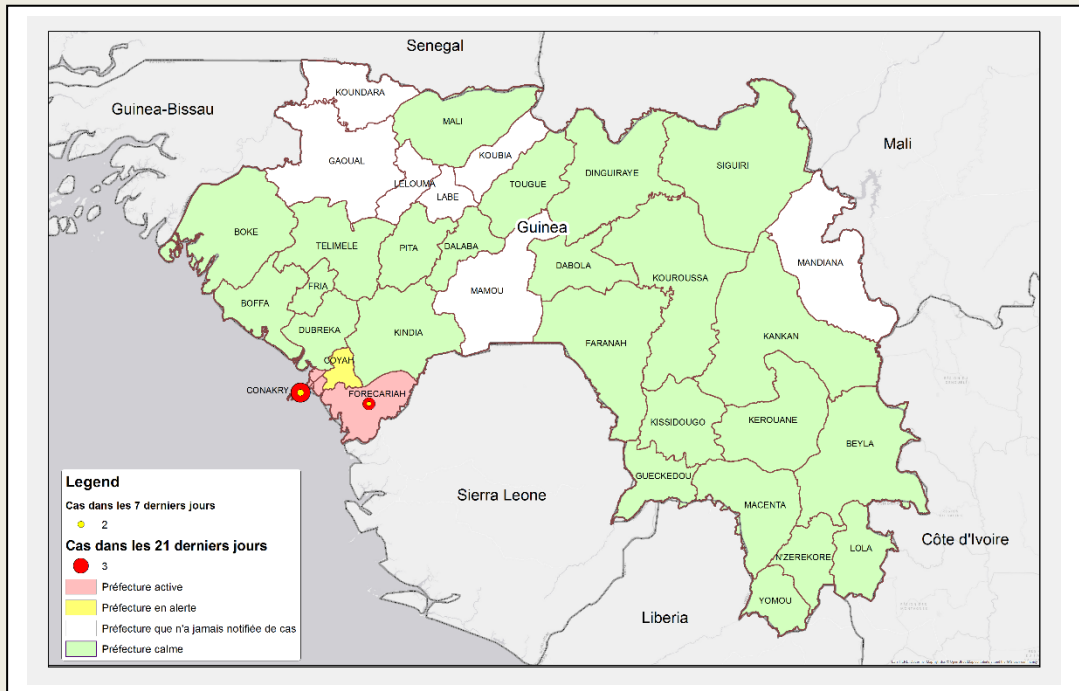 Senegal
Guinea-Bissau
KOUNDARA
MALI
Mali
GAOUAL
KOUBIA
SIGUIRI
LELOUMA
DINGUIRAYE
TOUGUE
LABE
BOKE
TELIMELE
PITA
DALABA
Guinea
MANDIANA
DABOLA
KOUROUSSA
FRIA
MAMOU
BOFFA
DUBREKA
KINDIA
KANKAN
FARANAH
COYAH
CONAKRY
FORECARIAH
KISSIDOUGO
KEROUANE
BEYLA
GUECKEDOU
Sierra Leone
MACENTA
Côte d'Ivoire
N'ZEREKORE
LOLA
YOMOU
Liberia
Legend
Cas dans les 7 derniers jours
2
Cas dans les 21 derniers jours
3
Préfecture active
Préfecture en alerte
Préfecture que n'a jamais notifiée de cas
Préfecture calme